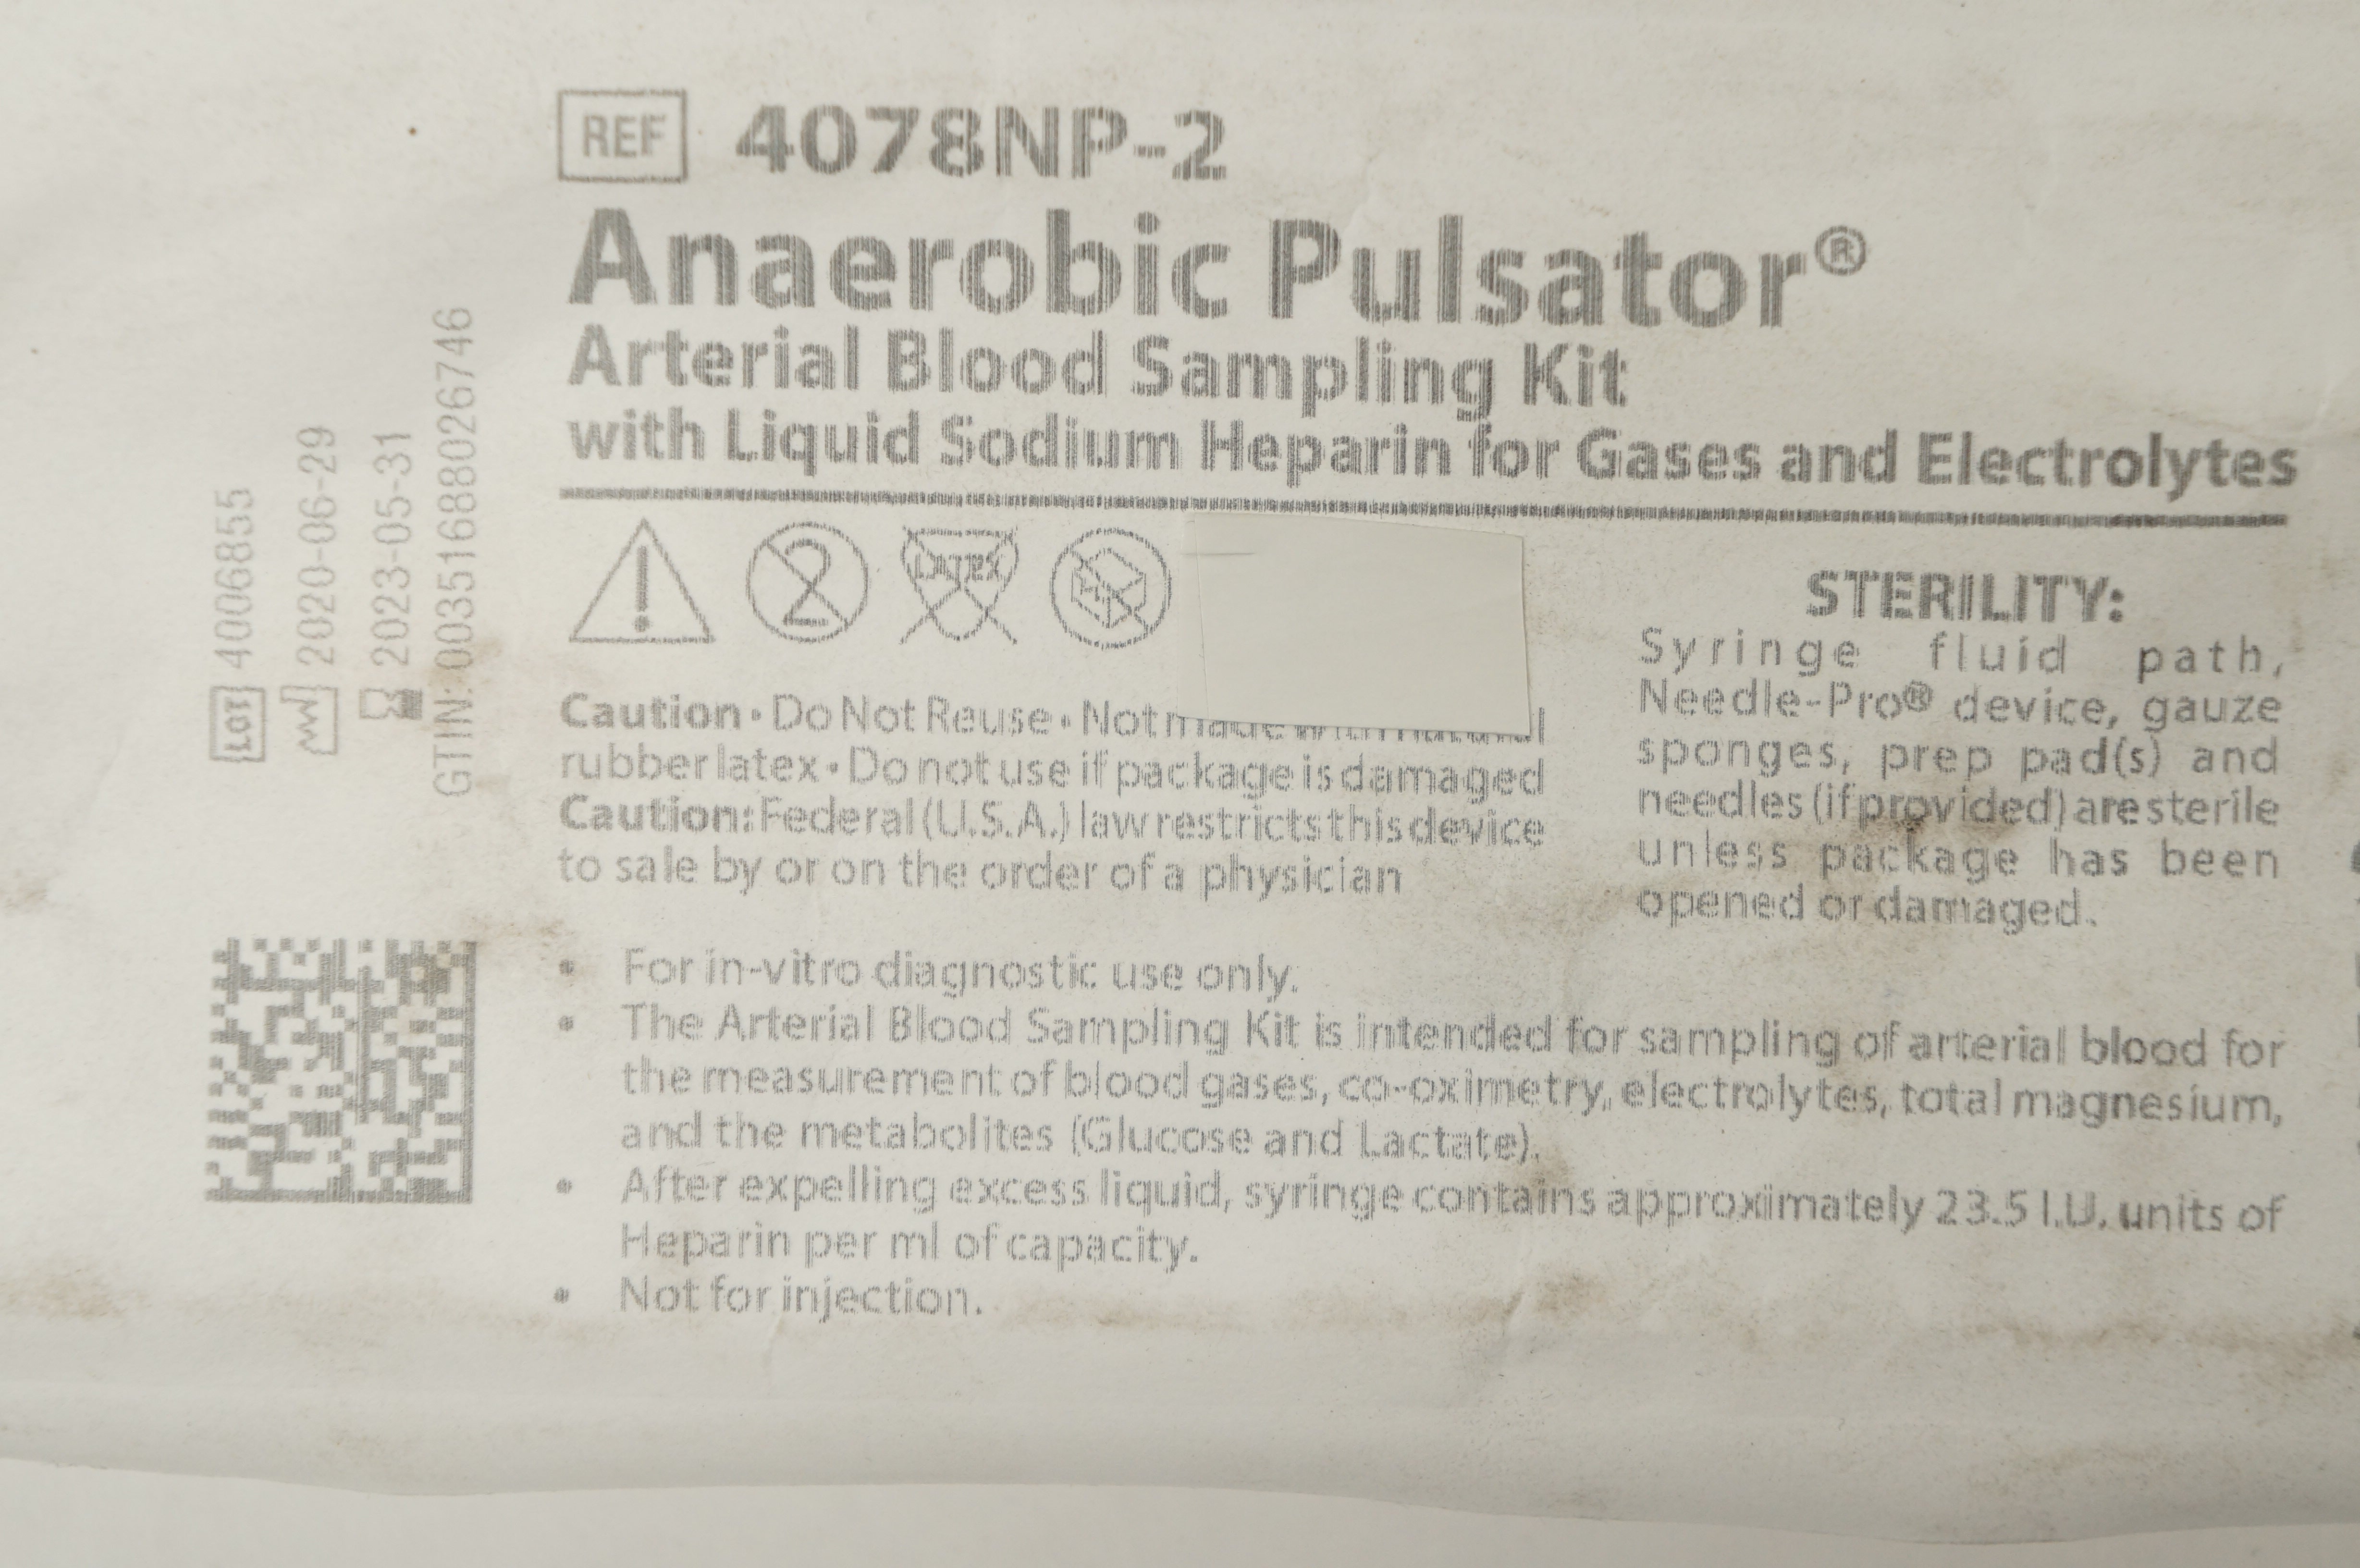 REF 4078NP-2
Anaerobic Pulsator®
Arterial Blood Sampling Kit
with Liquid Sodium Heparin for Gases and Electrolytes
LOT 4006855
2020-06-29
2023-05-31
GTIN: 00351688026746
2
LATEX
Caution • Do Not Reuse • Not made with natural
rubber latex • Do not use if package is damaged
Caution: Federal (U.S.A.) law restricts this device
to sale by or on the order of a physician
STERILITY:
Syringe fluid path,
Needle-Pro® device, gauze
sponges, prep pad(s) and
needles (if provided) are sterile
unless package has been
opened or damaged.
• For in-vitro diagnostic use only.
• The Arterial Blood Sampling Kit is intended for sampling of arterial blood for
the measurement of blood gases, co-oximetry, electrolytes, total magnesium,
and the metabolites (Glucose and Lactate).
• After expelling excess liquid, syringe contains approximately 23.5 I.U. units of
Heparin per ml of capacity.
• Not for injection.